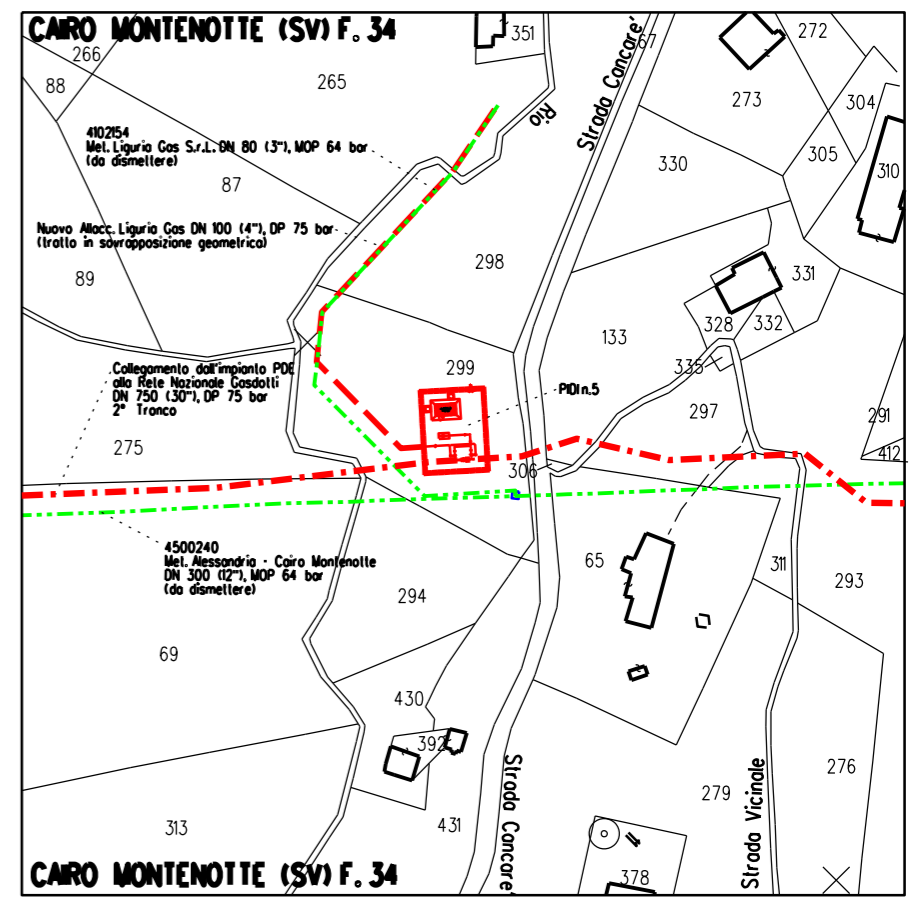 CAIRO MONTENOTTE (SV) F. 34
351
266
88
265
Rio
Strada Cancare'
67
272
273
304
305
310
4102154
Met. Liguria Gas S.r.L. DN 80 (3"), MOP 64 bar
(da dismettere)
87
330
Nuovo Allacc. Liguria Gas DN 100 (4"), DP 75 bar
(tratto in sovrapposizione geometrica)
89
298
331
328
332
133
335
299
Collegamento dall'impianto PDE
alla Rete Nazionale Gasdotti
DN 750 (30"), DP 75 bar
2° Tronco
PIDI n.5
297
291
275
412
306
4500240
Met. Alessandria - Cairo Montenotte
DN 300 (12"), MOP 64 bar
(da dismettere)
65
311
293
294
69
430
392
Strada Cancare'
Strada Vicinale
276
279
313
431
378
CAIRO MONTENOTTE (SV) F. 34